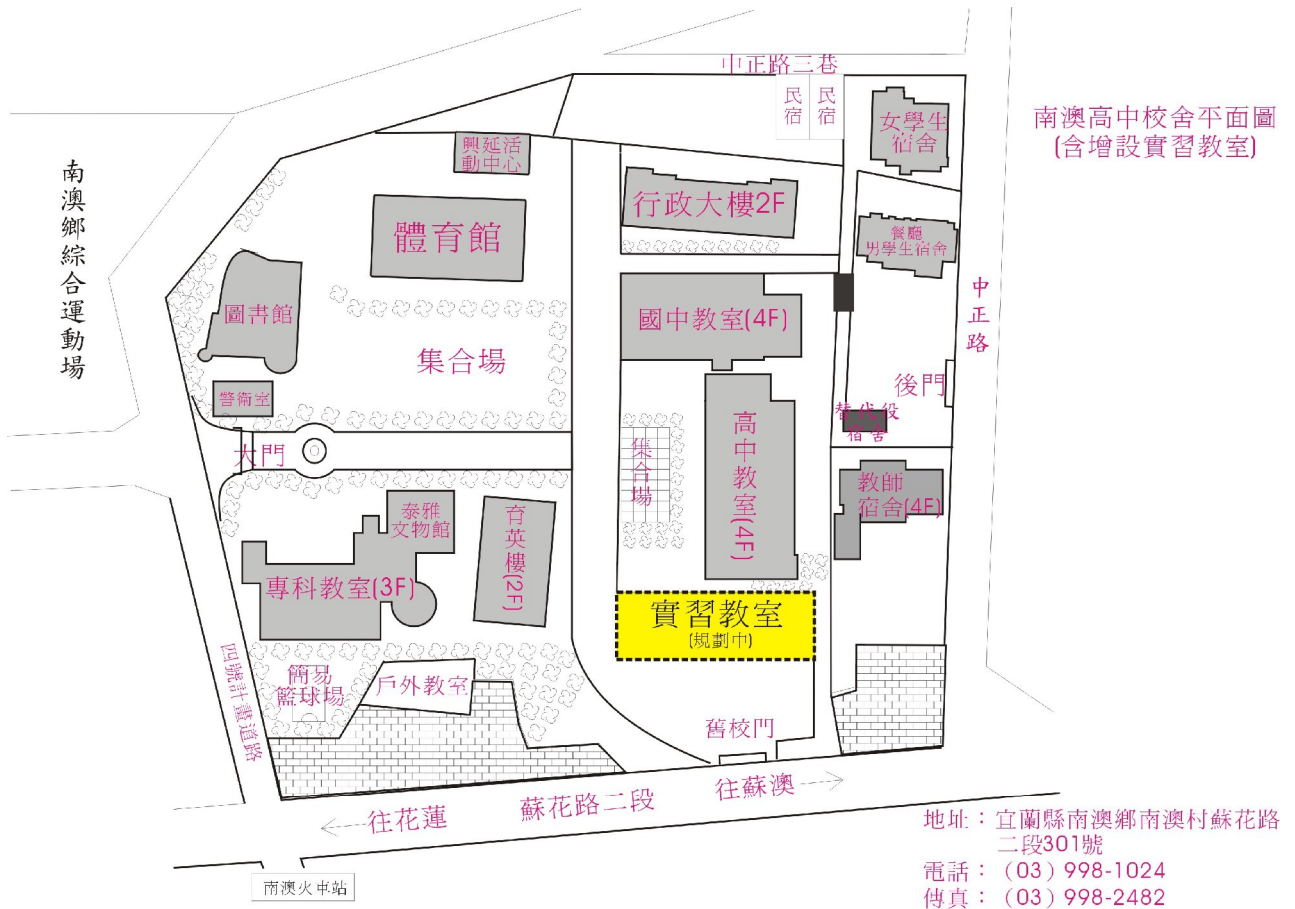 中正路三巷
民宿
民宿
女學生
宿舍
南澳高中校舍平面圖
(含增設實習教室)
南澳鄉綜合運動場
興延活
動中心
體育館
行政大樓2F
餐廳
男學生宿舍
圖書館
國中教室(4F)
中正路
集合場
後門
警衛室
替代役
宿舍
大門
集合場
高中教室(4F)
教師
宿舍(4F)
泰雅
文物館
育英樓(2F)
專科教室(3F)
實習教室
(規劃中)
四號計畫道路
簡易
籃球場
戶外教室
舊校門
往花蓮
蘇花路二段
往蘇澳
南澳火車站
地址：宜蘭縣南澳鄉南澳村蘇花路
二段301號
電話：（03）998-1024
傳真：（03）998-2482